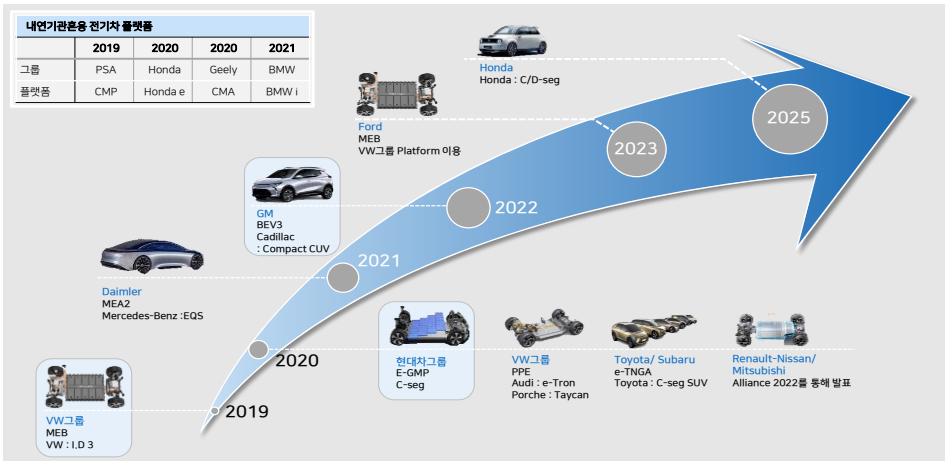 내연기관혼용 전기차 플랫폼
2019 2020 2020 2021
그룹 PSA Honda Geely BMW
플랫폼 CMP Honda e CMA BMW i
Honda
Honda : C/D-seg
2025
Ford
MEB
VW그룹 Platform 이용
2023
GM
BEV3
Cadillac
: Compact CUV
2022
2021
Daimler
MEA2
Mercedes-Benz :EQS
2020
현대차그룹
E-GMP
C-seg
VW그룹
PPE
Audi : e-Tron
Porche : Taycan
Toyota/ Subaru
e-TNGA
Toyota : C-seg SUV
Renault-Nissan/
Mitsubishi
Alliance 2022를 통해 발표
2019
VW그룹
MEB
VW : I.D 3